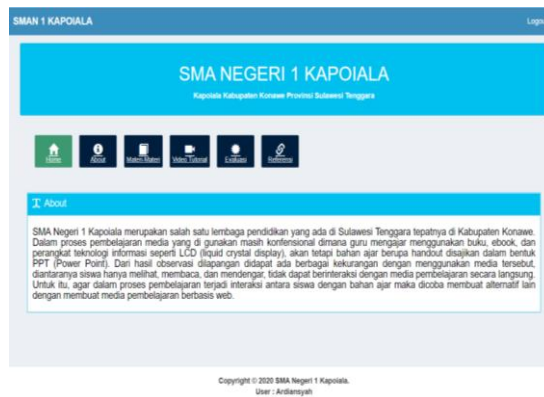 SMAN 1 KAPOIALA
Logout
SMA NEGERI 1 KAPOIALA
Kapoiala Kabupaten Konawe Provinsi Sulawesi Tenggara
Home
About
Materi-Materi
Video Tutorial
Evaluasi
Referensi
About
SMA Negeri 1 Kapoiala merupakan salah satu lembaga pendidikan yang ada di Sulawesi Tenggara tepatnya di Kabupaten Konawe.
Dalam proses pembelajaran media yang di gunakan masih konfensional dimana guru mengajar menggunakan buku, ebook, dan
perangkat teknologi informasi seperti LCD (liquid crystal display), akan tetapi bahan ajar berupa handout disajikan dalam bentuk
PPT (Power Point). Dari hasil observasi dilapangan didapat ada berbagai kekurangan dengan menggunakan media tersebut,
diantaranya siswa hanya melihat, membaca, dan mendengar, tidak dapat berinteraksi dengan media pembelajaran secara langsung.
Untuk itu, agar dalam proses pembelajaran terjadi interaksi antara siswa dengan bahan ajar maka dicoba membuat alternatif lain
dengan membuat media pembelajaran berbasis web.
Copyright © 2020 SMA Negeri 1 Kapoiala.
User : Ardiansyah